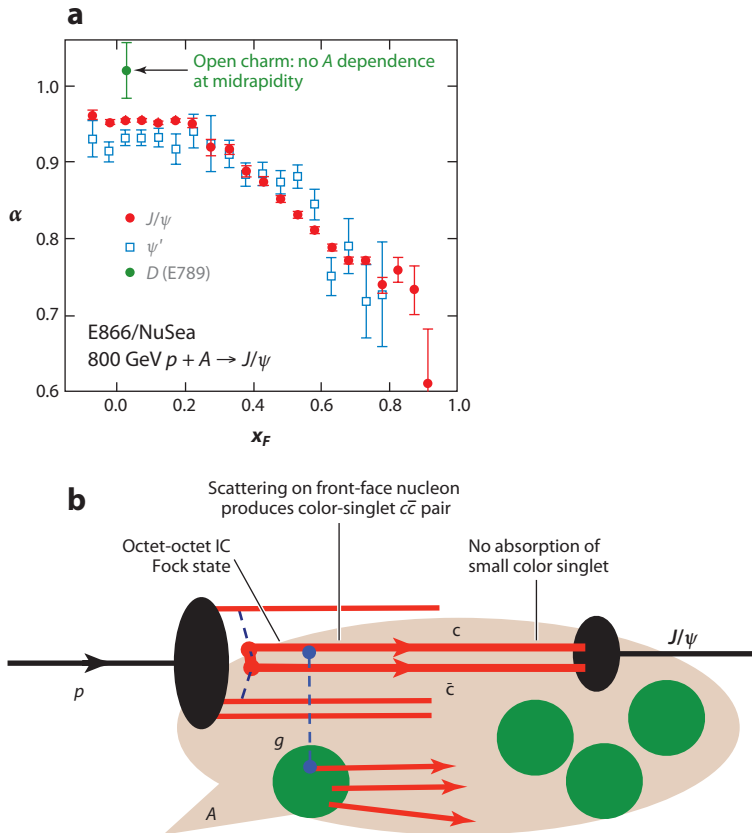 a
Open charm: no A dependence
at midrapidity
1.0
0.9
0.8
0.7
0.6
α
J/ψ
ψ'
D (E789)
E866/NuSea
800 GeV p + A → J/ψ
0.0 0.2 0.4 0.6 0.8 1.0
x_F
b
Scattering on front-face nucleon
produces color-singlet cc̄ pair
Octet-octet IC
Fock state
No absorption of
small color singlet
c
J/ψ
p
c̄
g
A